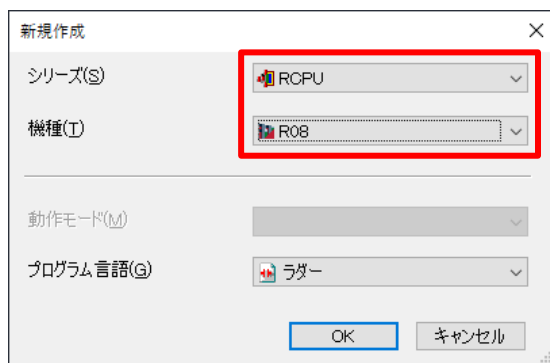 新規作成
シリーズ(S) RCPU
機種(T) R08
動作モード(M)
プログラム言語(G) ラダー
OK キャンセル